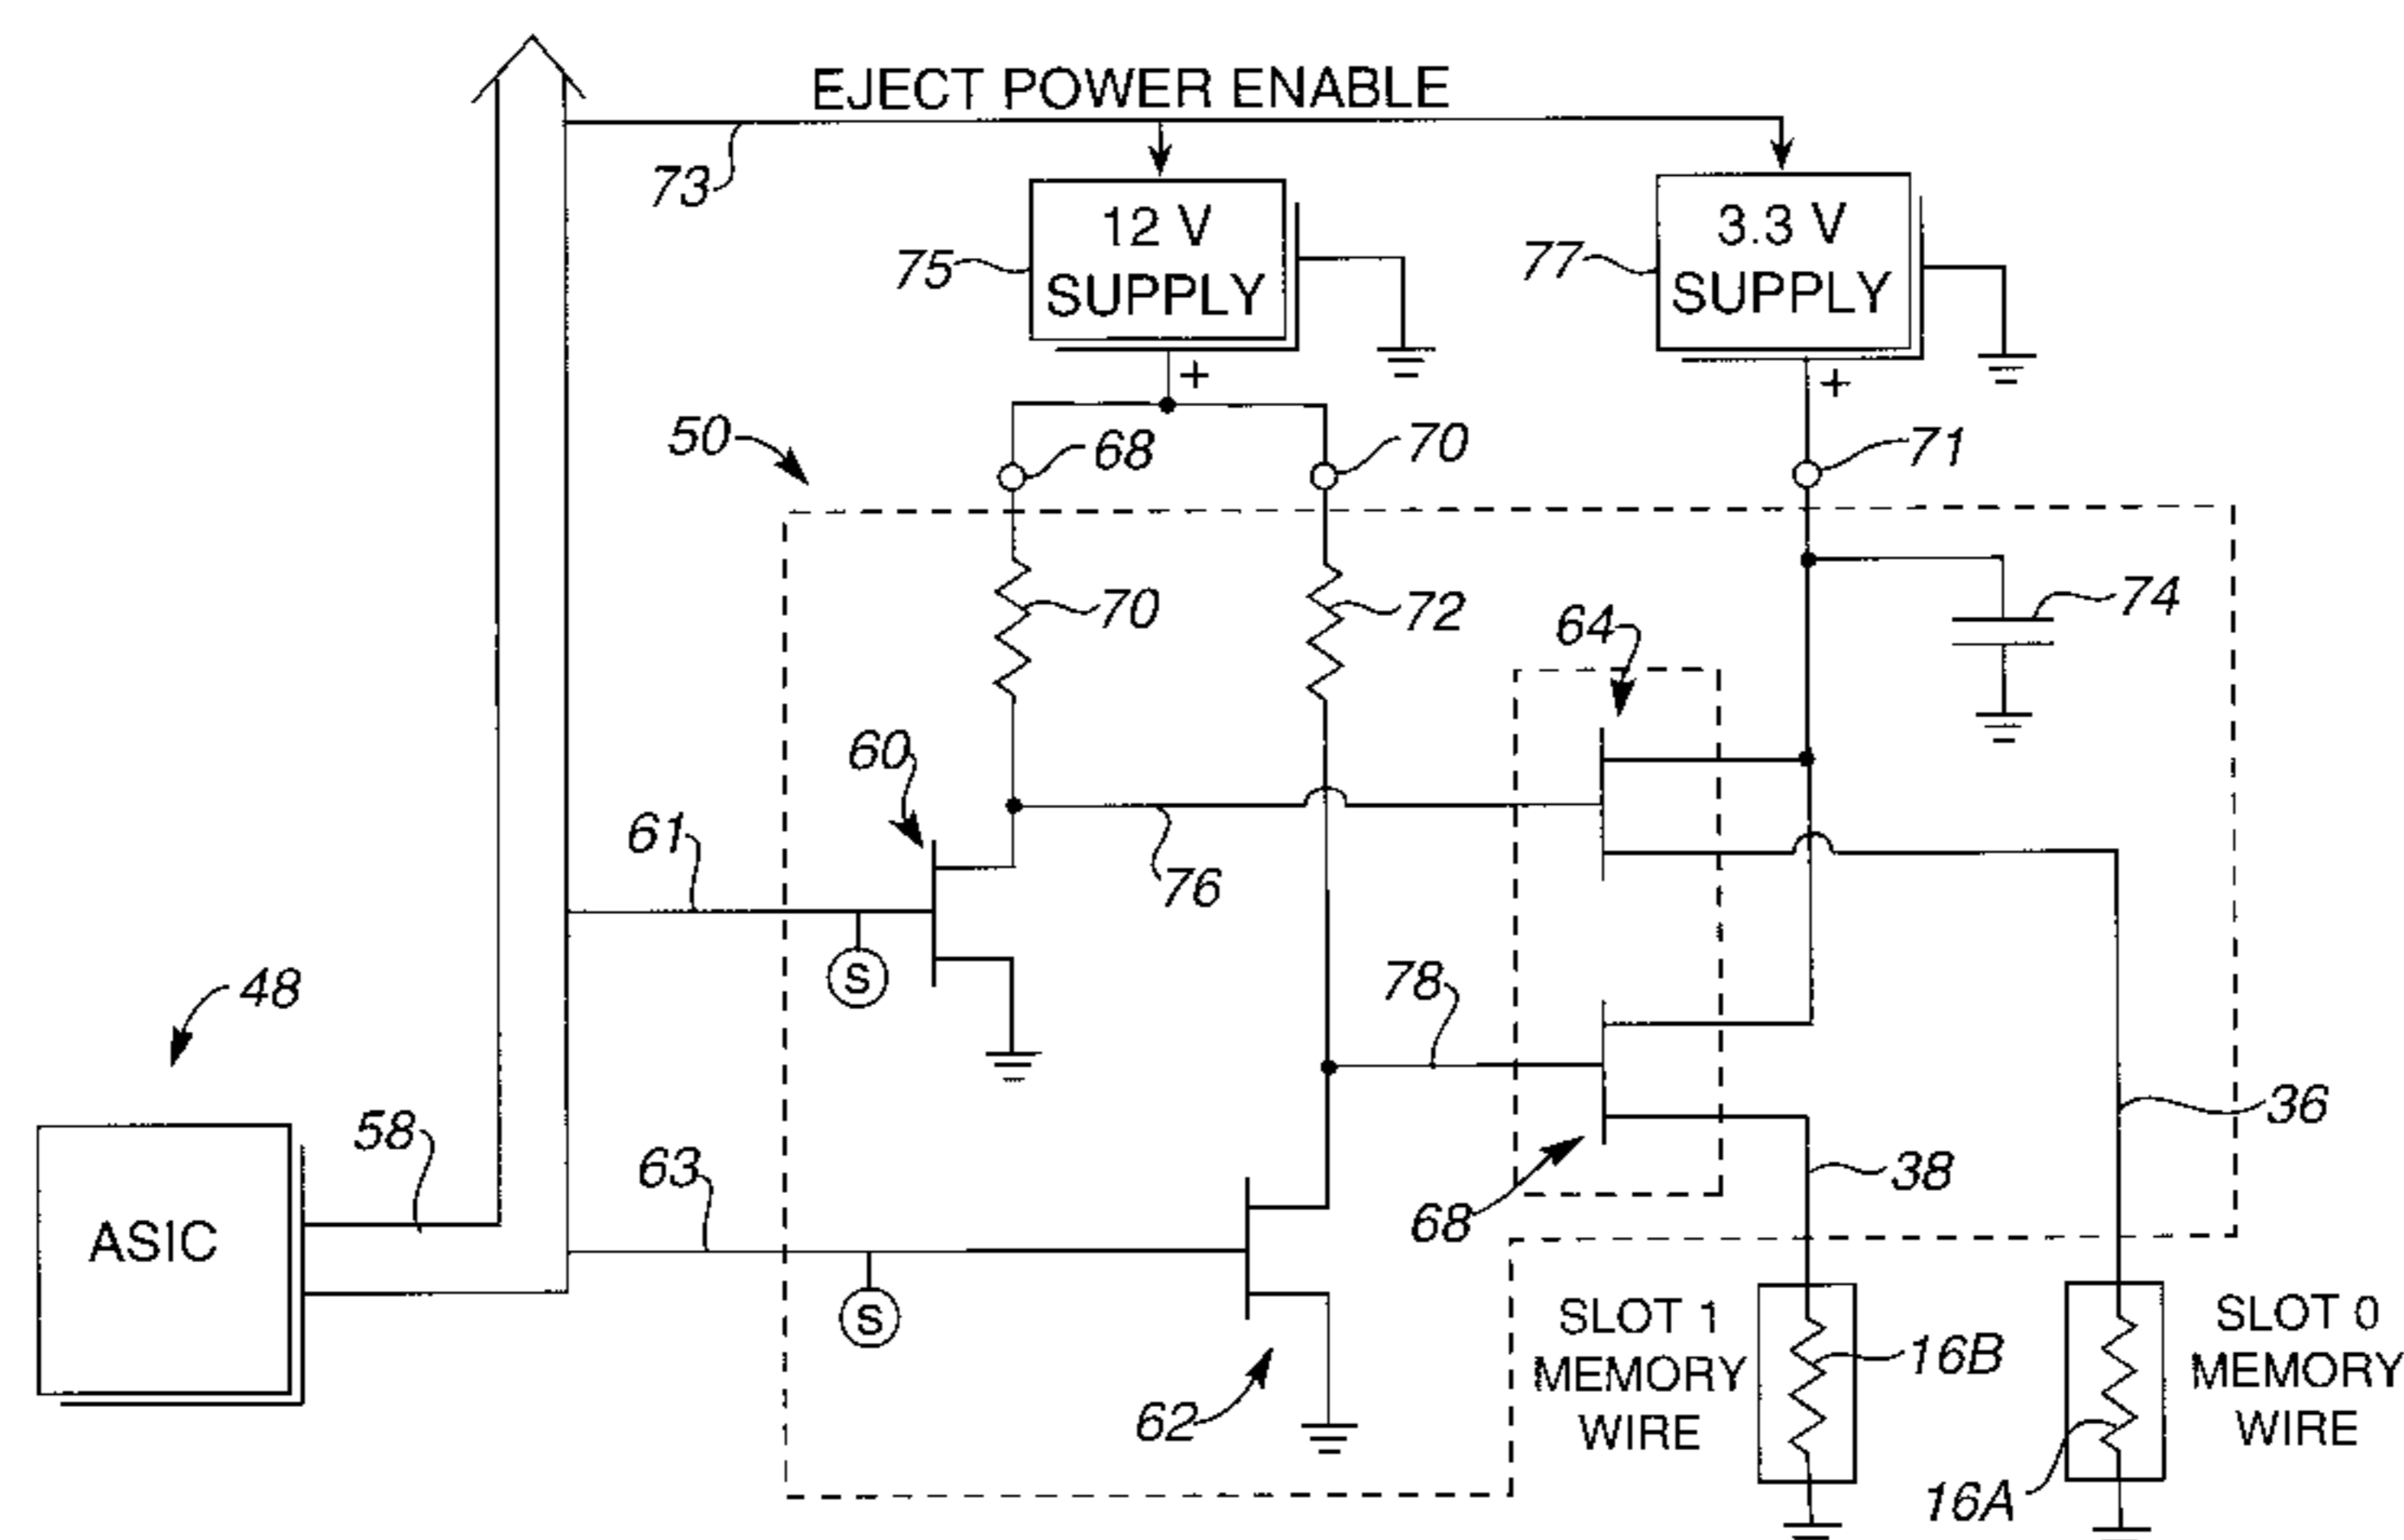 EJECT POWER ENABLE
73
12 V
SUPPLY
75
3.3 V
SUPPLY
77
+
+
50
68
70
71
70
72
74
64
60
61
76
78
48
36
58
63
38
68
ASIC
S
S
62
SLOT 1
MEMORY
WIRE
16B
SLOT 0
MEMORY
WIRE
16A